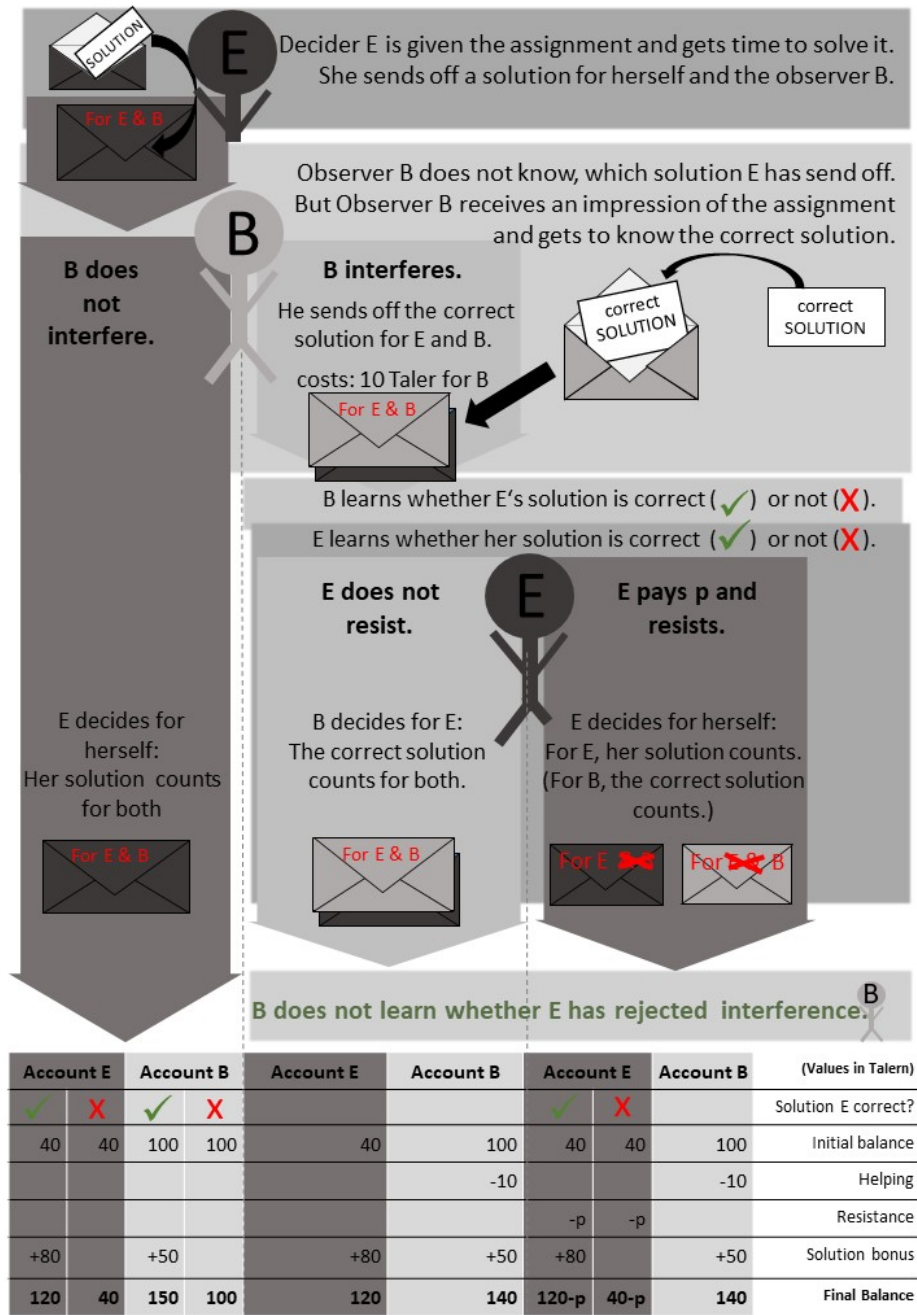 SOLUTION
E
Decider E is given the assignment and gets time to solve it.
She sends off a solution for herself and the observer B.
For E & B
Observer B does not know, which solution E has send off.
But Observer B receives an impression of the assignment
and gets to know the correct solution.
B
B does
not
interfere.
B interferes.
He sends off the correct
solution for E and B.
costs: 10 Taler for B
For E & B
correct
SOLUTION
correct
SOLUTION
B learns whether E‘s solution is correct (✓) or not (X).
E learns whether her solution is correct (✓) or not (X).
E does not
resist.
E
E pays p and
resists.
E decides for
herself:
Her solution counts
for both
For E & B
B decides for E:
The correct solution
counts for both.
For E & B
E decides for herself:
For E, her solution counts.
(For B, the correct solution
counts.)
For E & B
For E & B
B does not learn whether E has rejected interference.
B
Account E Account B Account E Account B Account E Account B (Values in Talern)
✓ X ✓ X ✓ X Solution E correct?
40 40 100 100 40 100 40 40 100 Initial balance
-10 -10 Helping
-p -p Resistance
+80 +50 +80 +50 +80 +50 Solution bonus
120 40 150 100 120 140 120-p 40-p 140 Final Balance